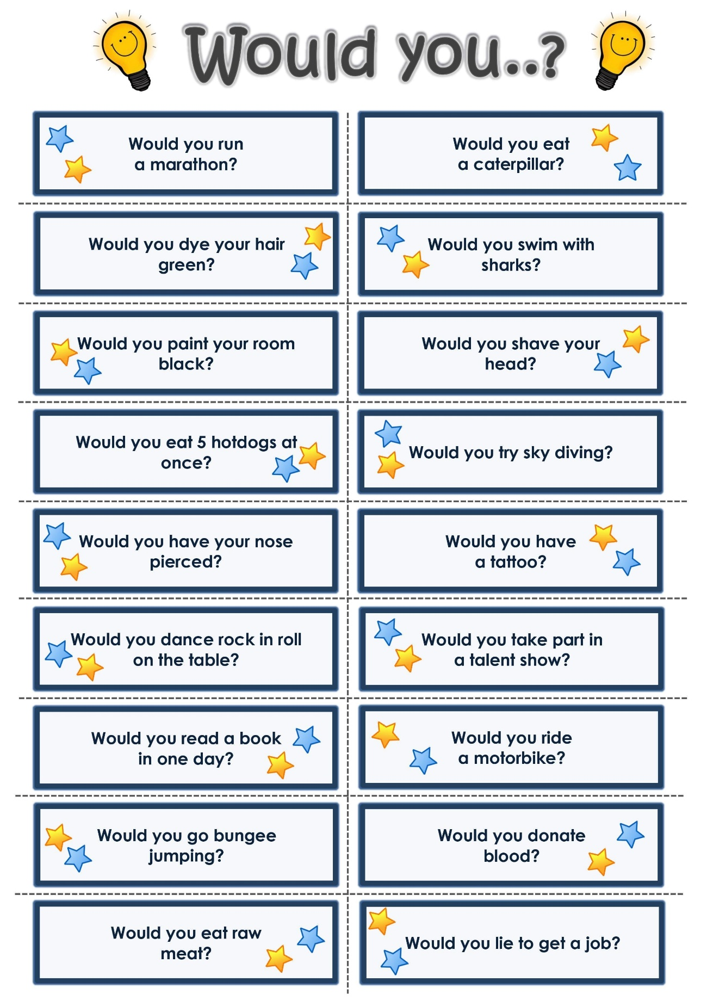 Would you..?
Would you run
a marathon?
Would you eat
a caterpillar?
Would you dye your hair
green?
Would you swim with
sharks?
Would you paint your room
black?
Would you shave your
head?
Would you eat 5 hotdogs at
once?
Would you try sky diving?
Would you have your nose
pierced?
Would you have
a tattoo?
Would you dance rock in roll
on the table?
Would you take part in
a talent show?
Would you read a book
in one day?
Would you ride
a motorbike?
Would you go bungee
jumping?
Would you donate
blood?
Would you eat raw
meat?
Would you lie to get a job?